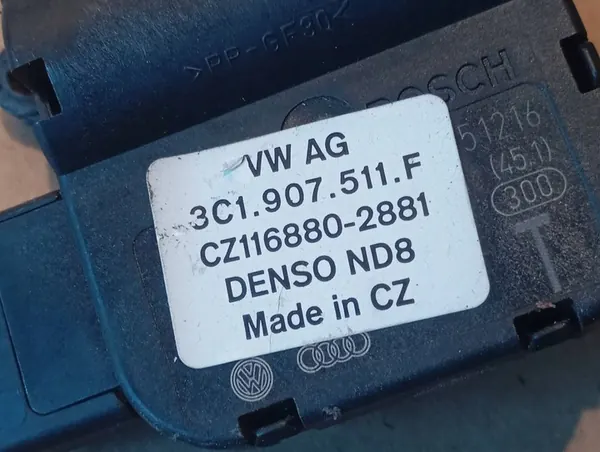 >PP-GF30<
BOSCH
51216
(45.1)
300
T
VW AG
3C1.907.511.F
CZ116880-2881
DENSO ND8
Made in CZ